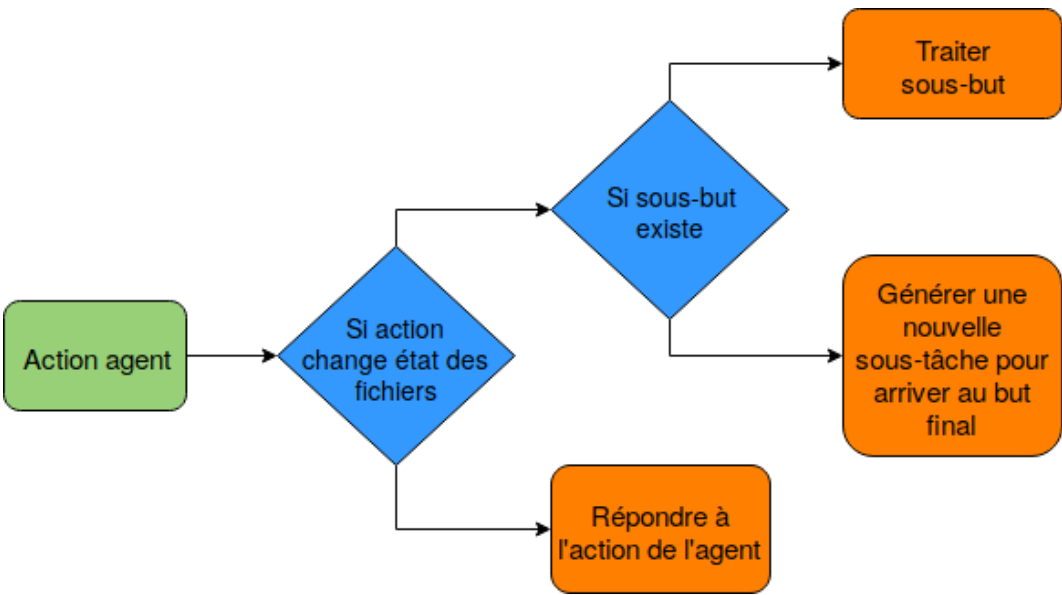 Traiter
sous-but
Si sous-but
existe
Générer une
nouvelle
sous-tâche pour
arriver au but
final
Si action
change état des
fichiers
Action agent
Répondre à
l'action de l'agent